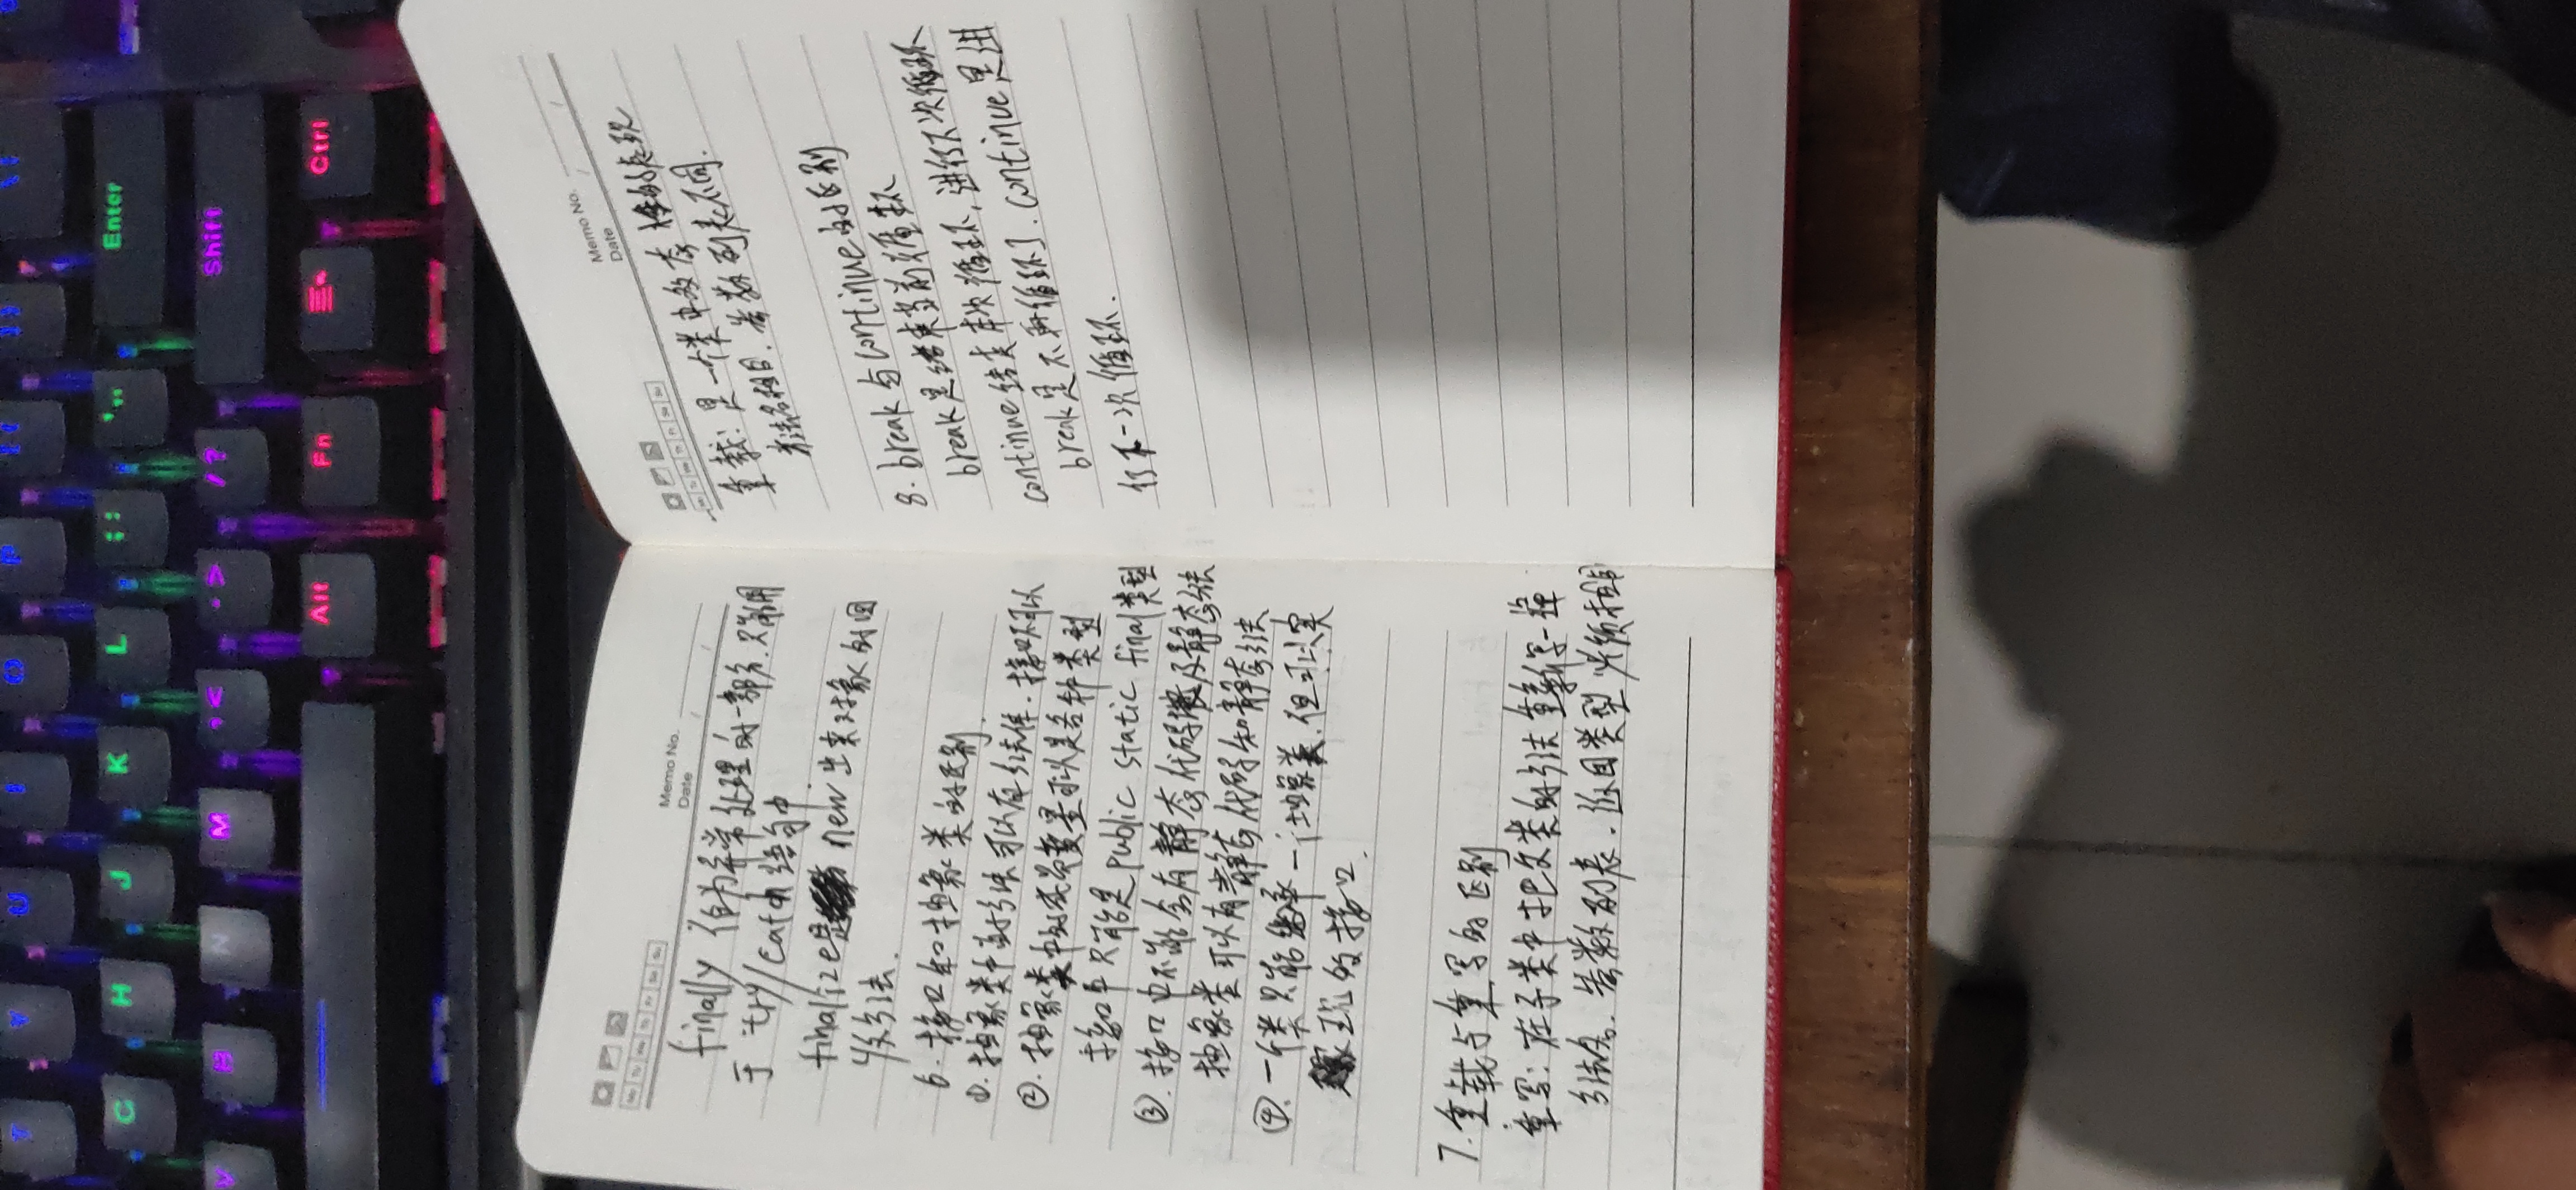 T Y U I O P [ { ] } \ |
G H J K L ; : ' " Enter
V B N M , < . > / ? Shift
Alt Fn Ctrl
Memo No.
Date / /
Mo Tu We Th Fr Sa Su
finally 作为异常处理的一部分.只能用
于 try/catch 语句中.
finalize是 new 出来对象的回
收方法.
6. 接口和抽象类的区别.
①. 抽象类中的方法可以有方法体.接口不可以
②. 抽象类中的成员变量可以是各种类型
接口中只能是 public static final类型
③. 接口中不能含有静态代码块及静态方法
抽象类可以有静态代码和静态方法
④. 一个类只能继承一个抽象类.但可以实
现的接口.
7. 重载与重写的区别
重写: 在子类中把父类的方法重新写一遍
方法名.参数列表.返回类型必须相同
Memo No.
Date / /
Mo Tu We Th Fr Sa Su
重载: 是一个类中多态性的表现
方法名相同.参数列表不同.
8. break 与continue的区别
break是结束当前循环
continue 结束本次循环,进行下次循环
break是不再循环了.continue是进
行下一次循环.